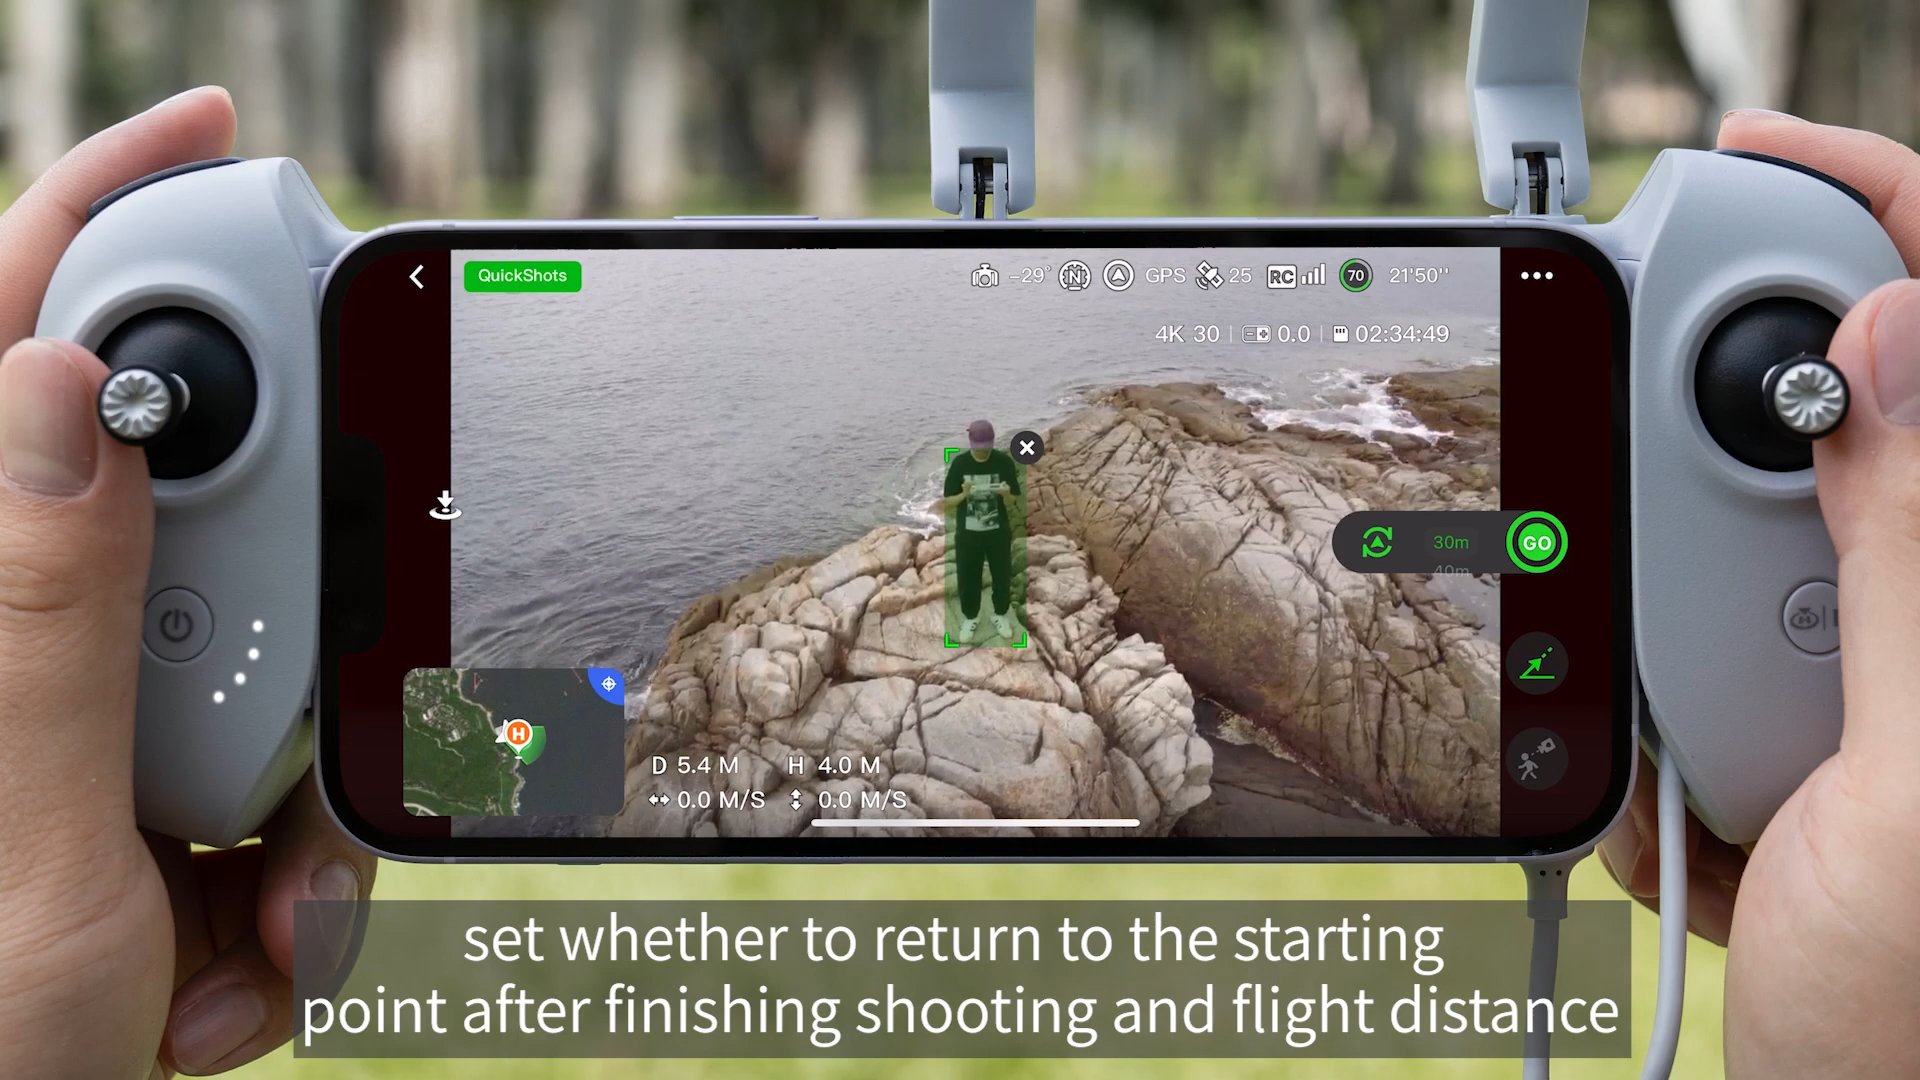 QuickShots
-29°
N
GPS
25
RC
70
21'50''
4K 30
0.0
02:34:49
30m
GO
40m
H
D 5.4 M
H 4.0 M
0.0 M/S
0.0 M/S
set whether to return to the starting
point after finishing shooting and flight distance